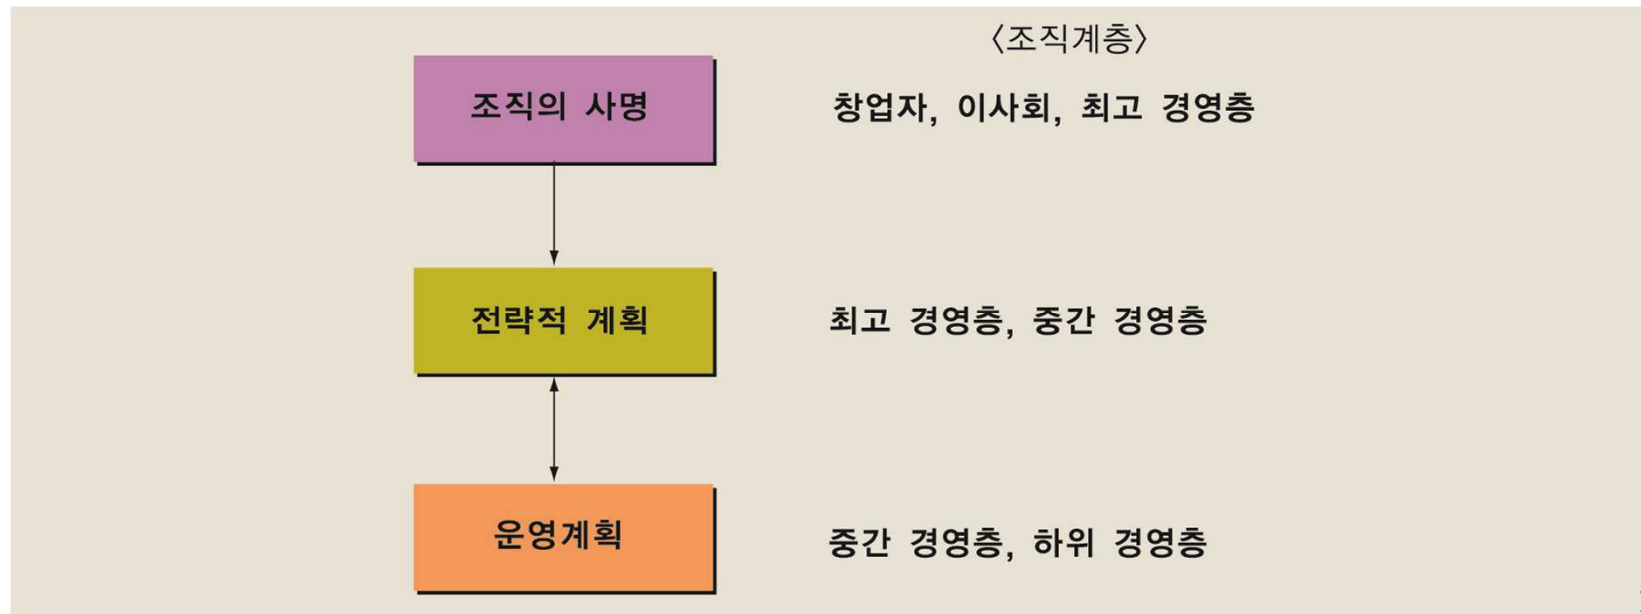 〈조직계층〉
조직의 사명
창업자, 이사회, 최고 경영층
전략적 계획
최고 경영층, 중간 경영층
운영계획
중간 경영층, 하위 경영층